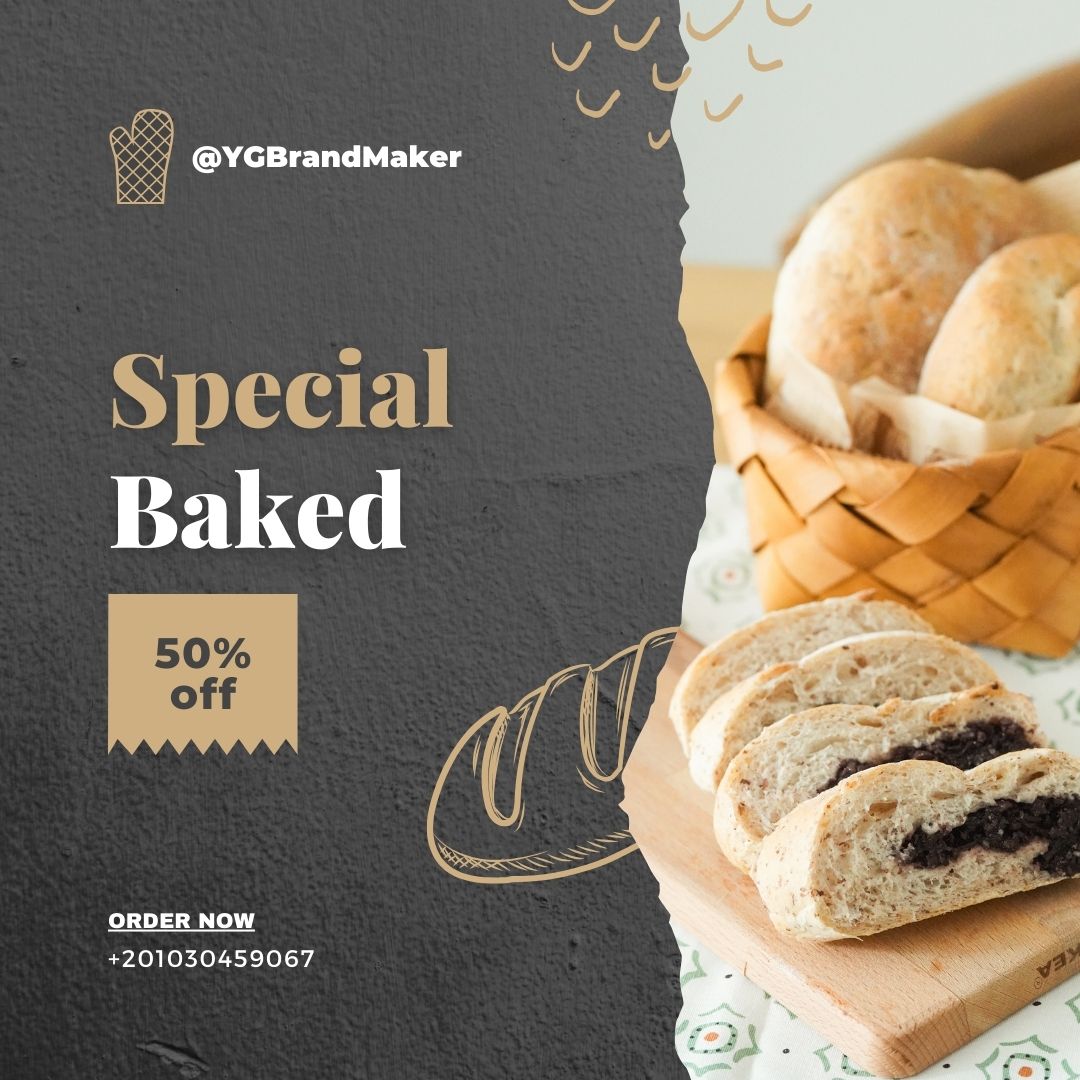 @YGBrandMaker
Special
Baked
50%
off
ORDER NOW
+201030459067